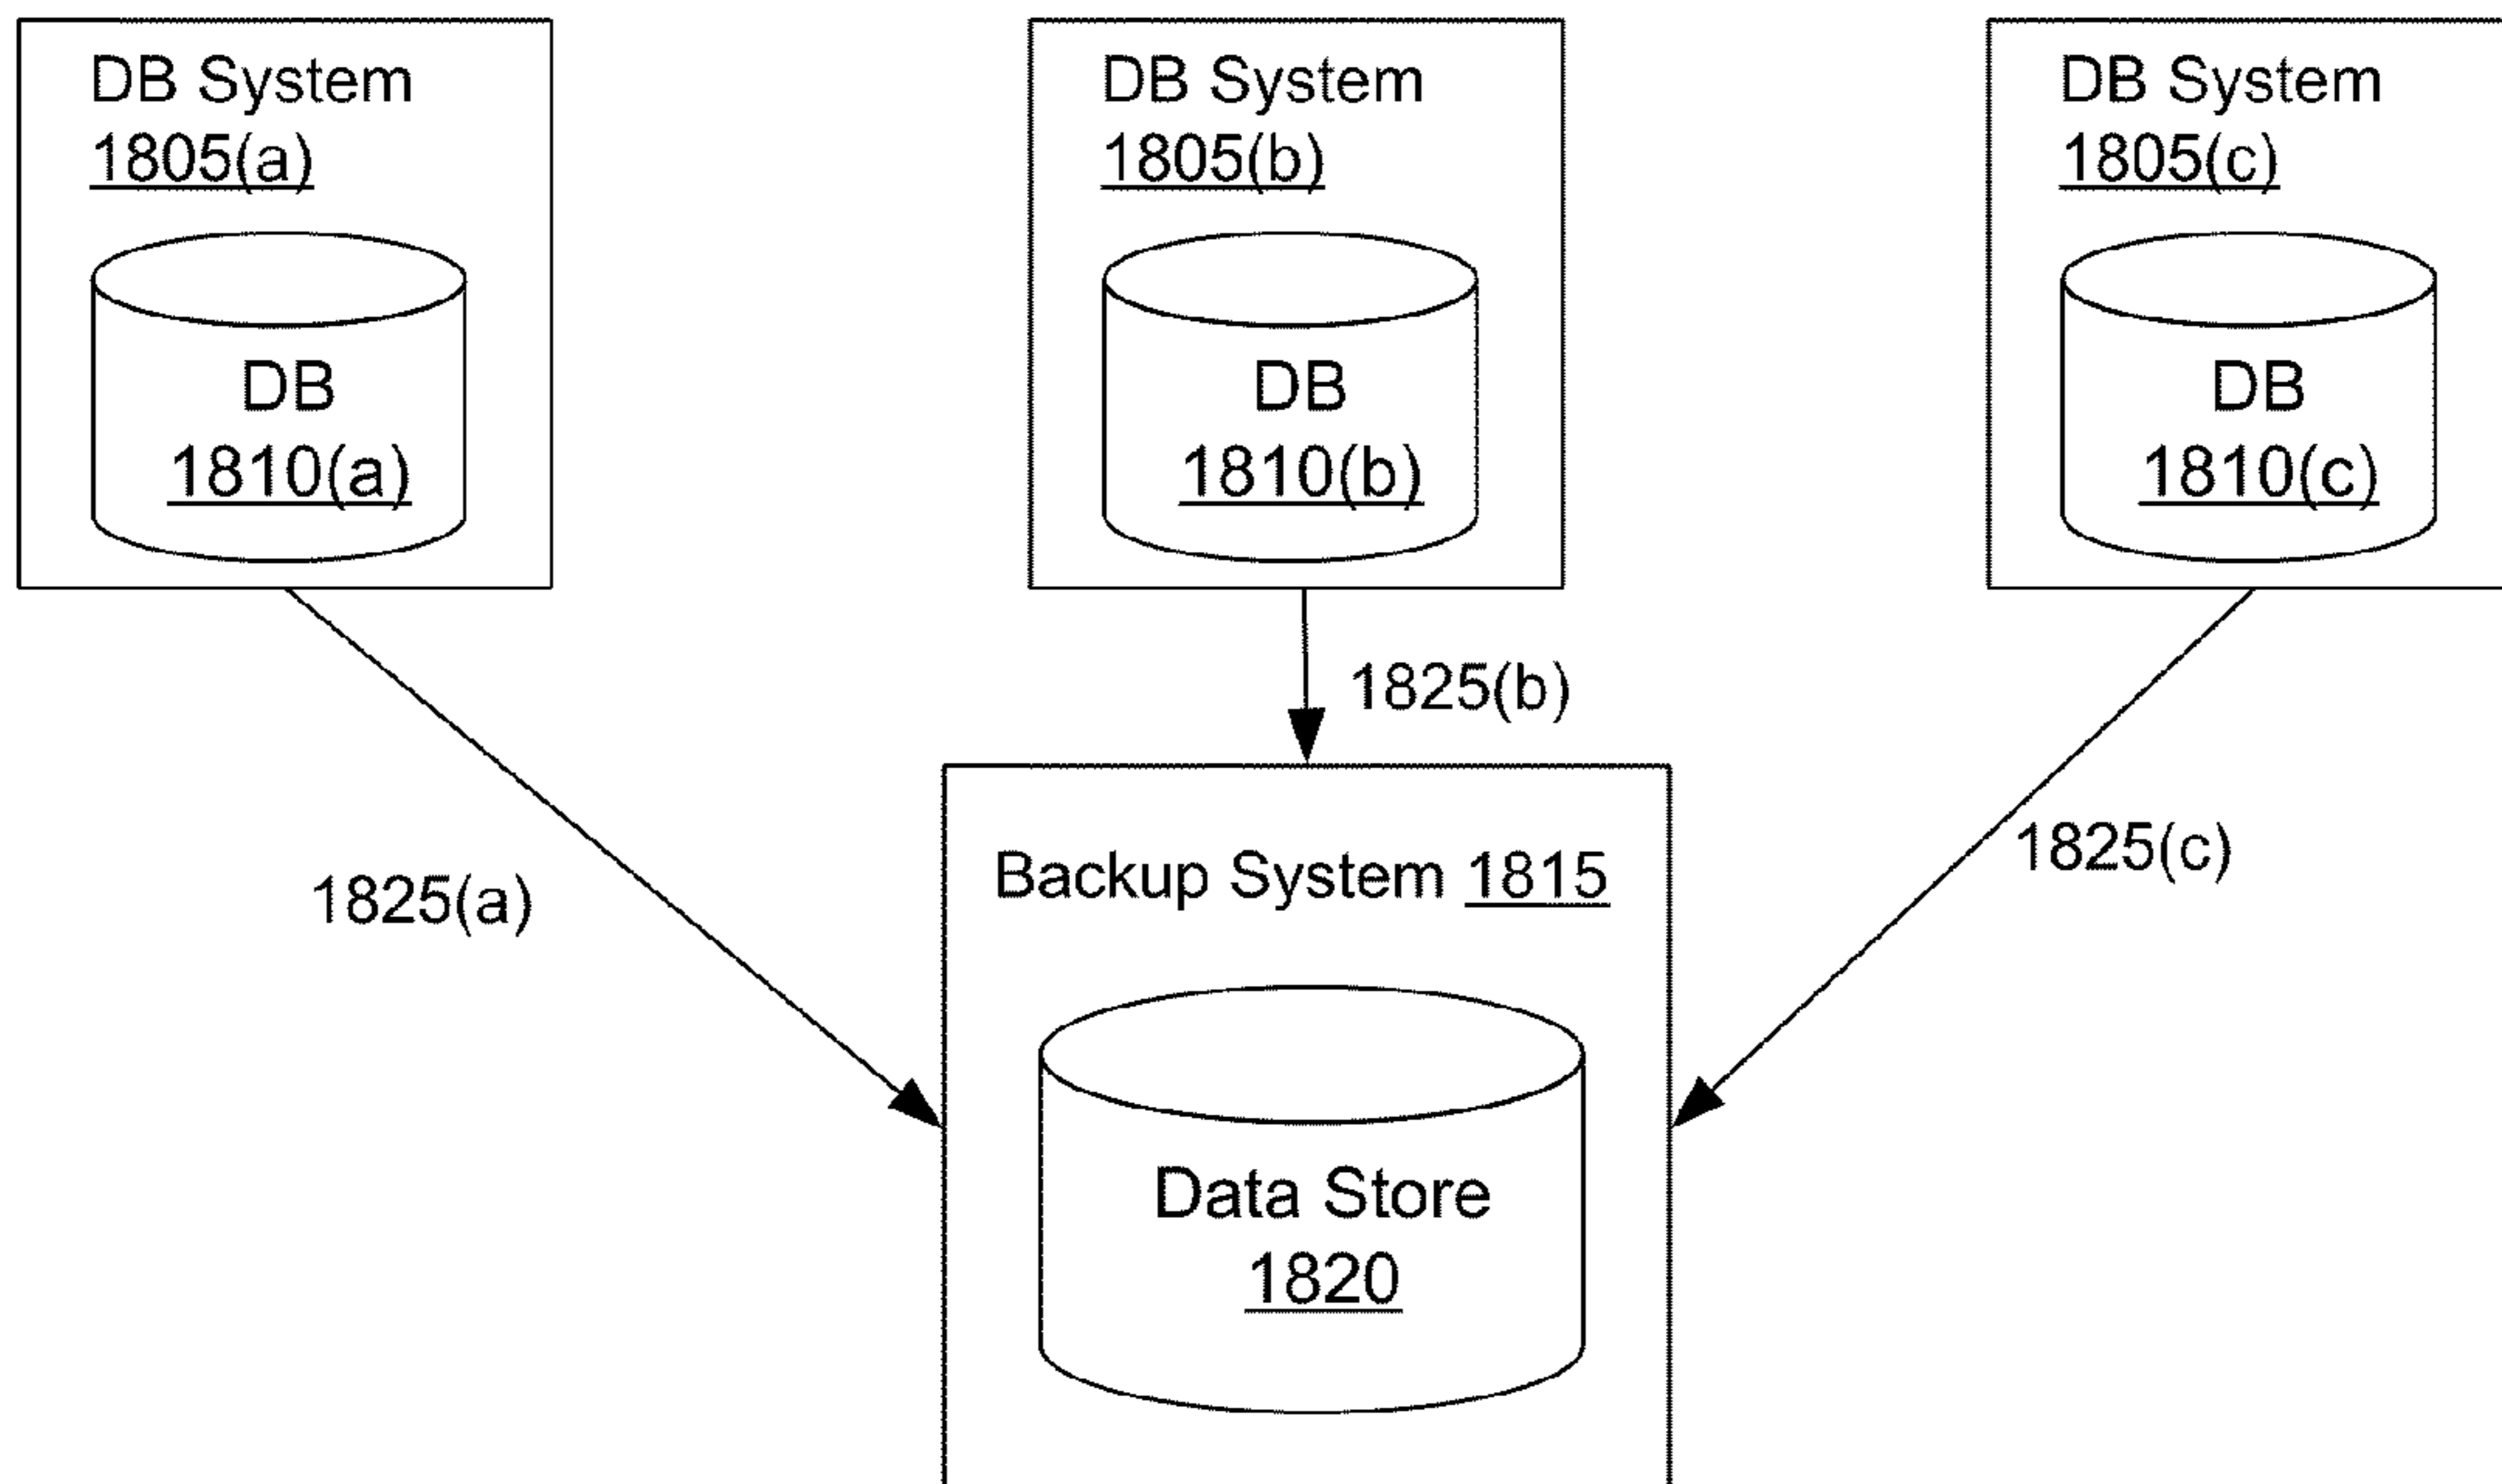 DB System
1805(a)
DB
1810(a)
DB System
1805(b)
DB
1810(b)
DB System
1805(c)
DB
1810(c)
1825(a)
1825(b)
1825(c)
Backup System 1815
Data Store
1820